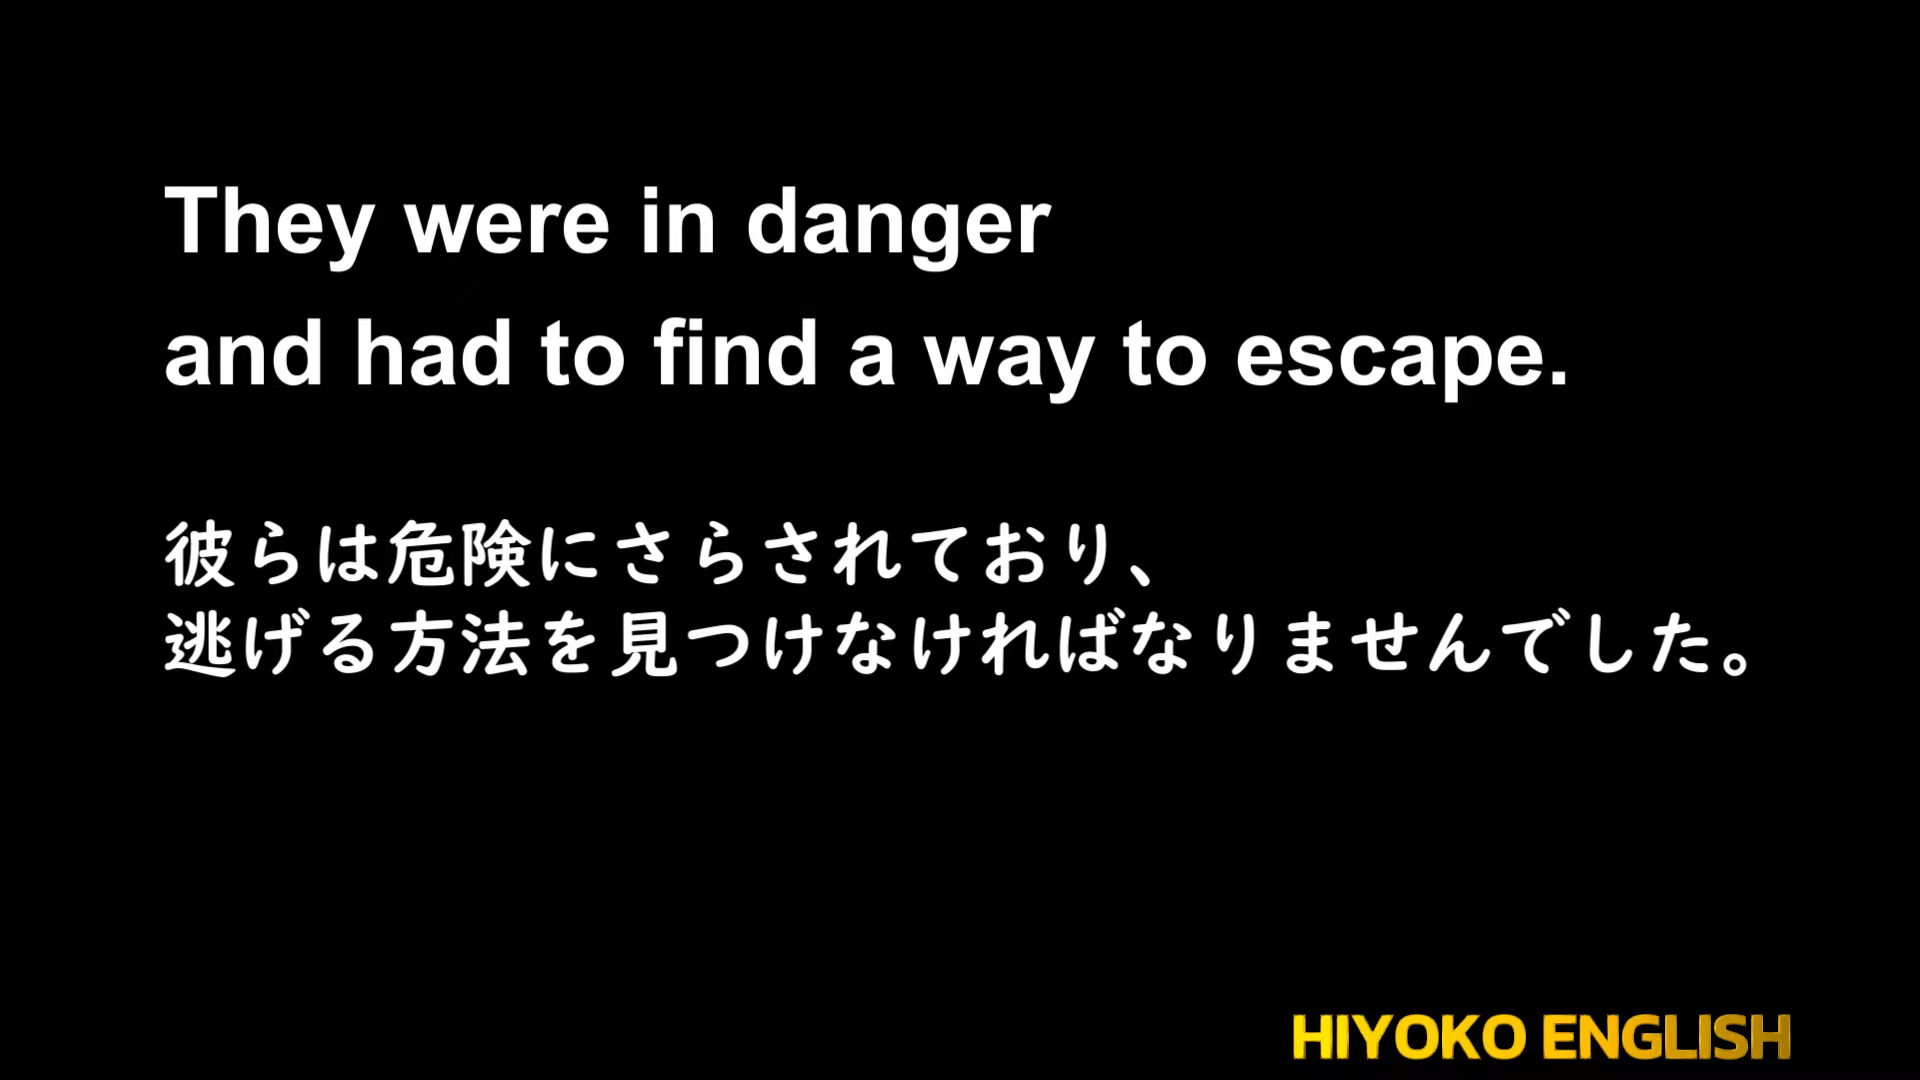 They were in danger
and had to find a way to escape.
彼らは危険にさらされており、
逃げる方法を見つけなければなりませんでした。
HIYOKO ENGLISH